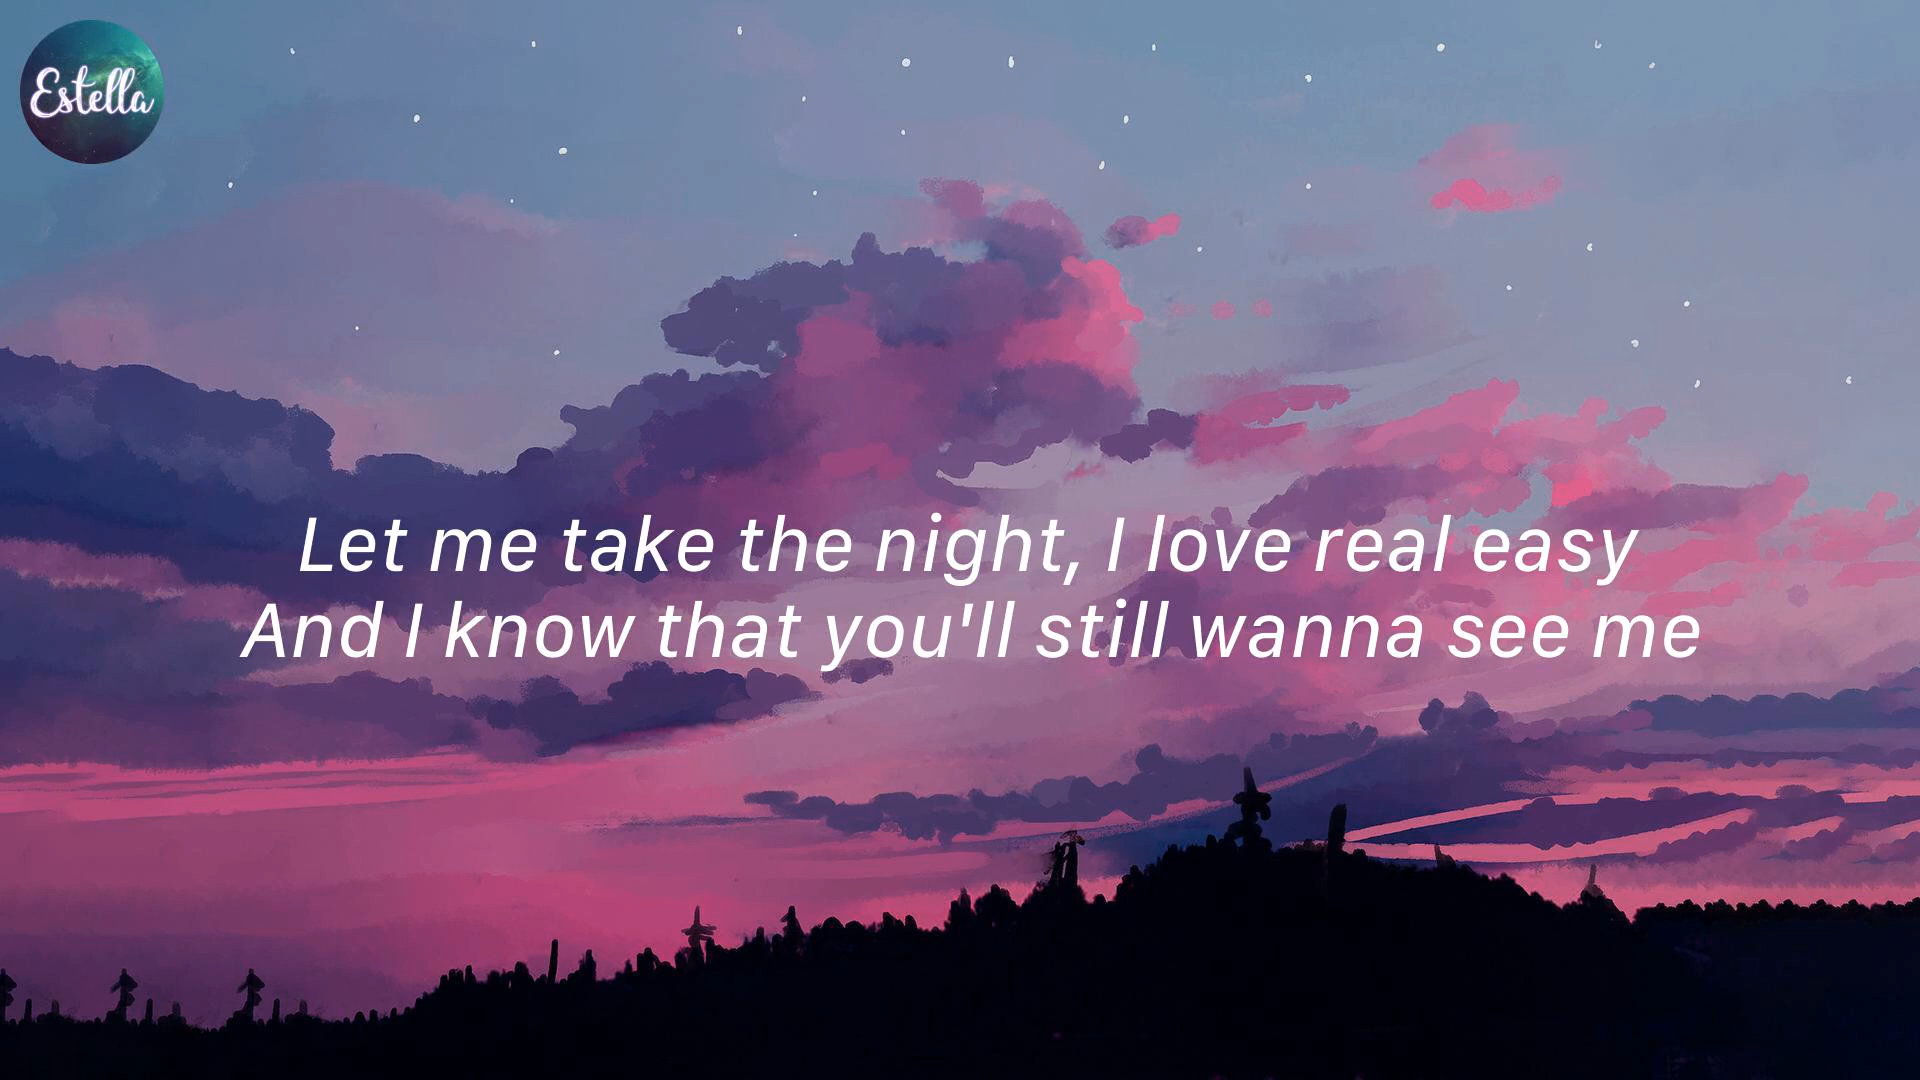 Estella
Let me take the night, I love real easy
And I know that you'll still wanna see me